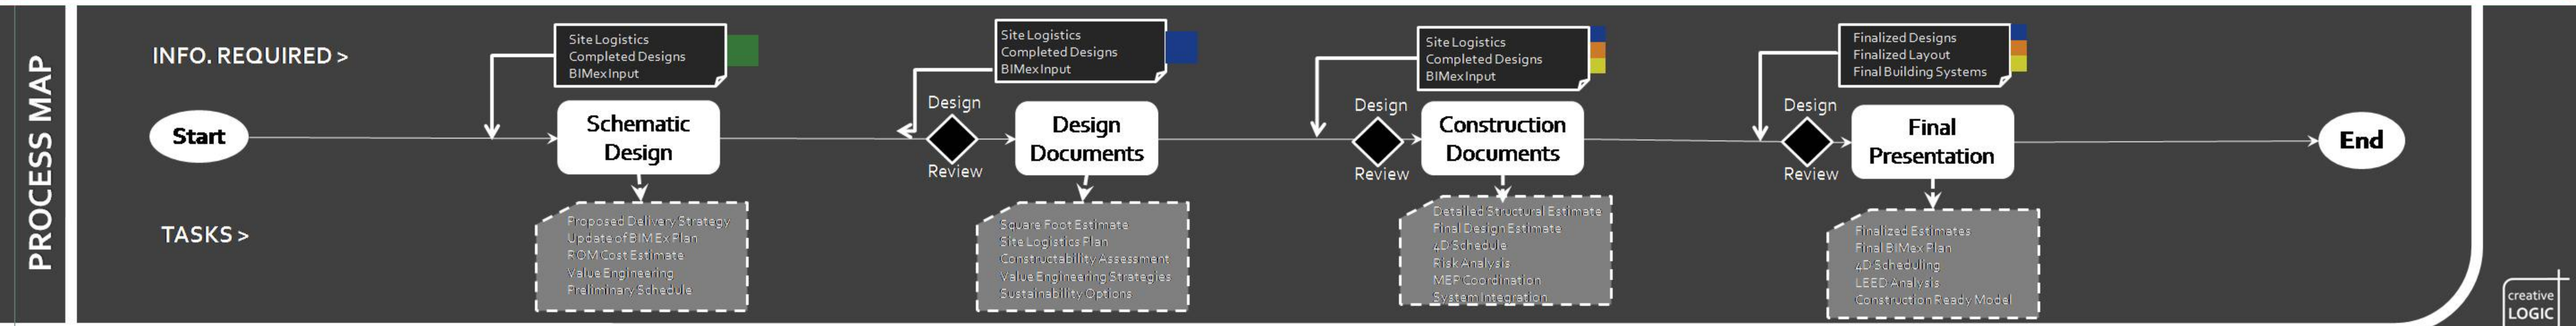 PROCESS MAP
INFO. REQUIRED >
TASKS >
Start
Site Logistics
Completed Designs
BIMex Input
Schematic
Design
Proposed Delivery Strategy
Update of BIM Ex Plan
ROM Cost Estimate
Value Engineering
Preliminary Schedule
Design
Review
Site Logistics
Completed Designs
BIMex Input
Design
Documents
Square Foot Estimate
Site Logistics Plan
Constructability Assessment
Value Engineering Strategies
Sustainability Options
Design
Review
Site Logistics
Completed Designs
BIMex Input
Construction
Documents
Detailed Structural Estimate
Final Design Estimate
4D Schedule
Risk Analysis
MEP Coordination
System Integration
Design
Review
Finalized Designs
Finalized Layout
Final Building Systems
Final
Presentation
Finalized Estimates
Final BIMex Plan
4D Scheduling
LEED Analysis
Construction Ready Model
End
creative
LOGIC